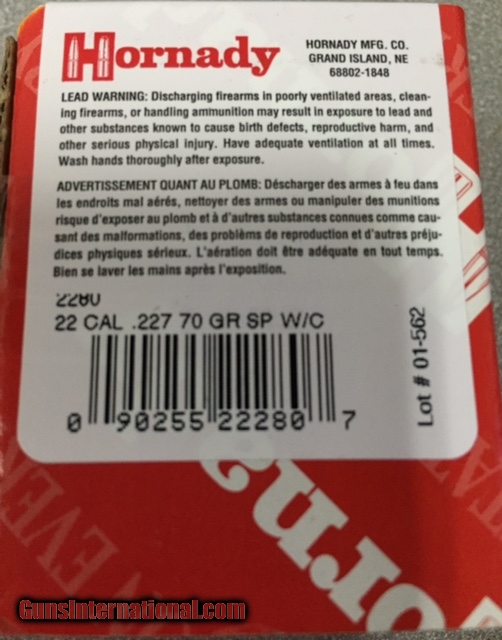 Hornady
HORNADY MFG. CO.
GRAND ISLAND, NE
68802-1848
LEAD WARNING: Discharging firearms in poorly ventilated areas, clean-
ing firearms, or handling ammunition may result in exposure to lead and
other substances known to cause birth defects, reproductive harm, and
other serious physical injury. Have adequate ventilation at all times.
Wash hands thoroughly after exposure.
ADVERTISSEMENT QUANT AU PLOMB: Décharger des armes à feu dans
les endroits mal aérés, nettoyer des armes ou manipuler des munitions
risque d'exposer au plomb et à d'autres substances connues comme cau-
sant des malformations, des problèmes de reproduction et d'autres préju-
dices physiques sérieux. L'aération doit être adéquate en tout temps.
Bien se laver les mains après l'exposition.
2280
22 CAL .227 70 GR SP W/C
0 90255 22280 7
Lot # 01-562
orna
GunsInternational.com